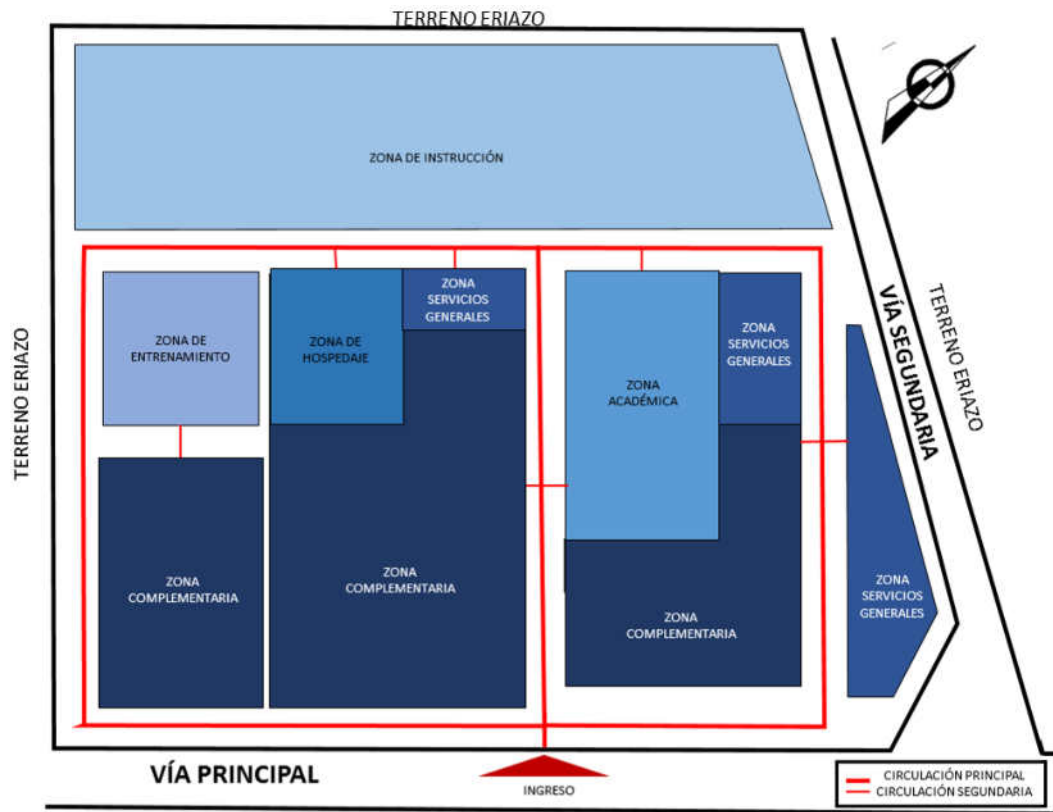 TERRENO ERIAZO
ZONA DE INSTRUCCIÓN
TERRENO ERIAZO
ZONA DE
ENTRENAMIENTO
ZONA DE
HOSPEDAJE
ZONA
SERVICIOS
GENERALES
ZONA
ACADÉMICA
ZONA
SERVICIOS
GENERALES
VÍA SEGUNDARIA
TERRENO ERIAZO
ZONA
COMPLEMENTARIA
ZONA
COMPLEMENTARIA
ZONA
COMPLEMENTARIA
ZONA
SERVICIOS
GENERALES
VÍA PRINCIPAL
INGRESO
CIRCULACIÓN PRINCIPAL
CIRCULACIÓN SEGUNDARIA